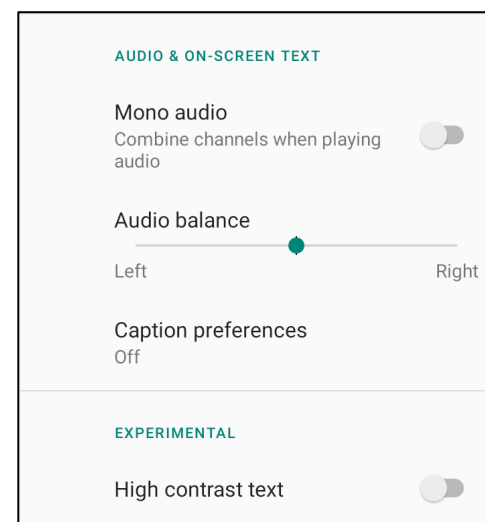 AUDIO & ON-SCREEN TEXT
Mono audio
Combine channels when playing
audio
Audio balance
Left Right
Caption preferences
Off
EXPERIMENTAL
High contrast text